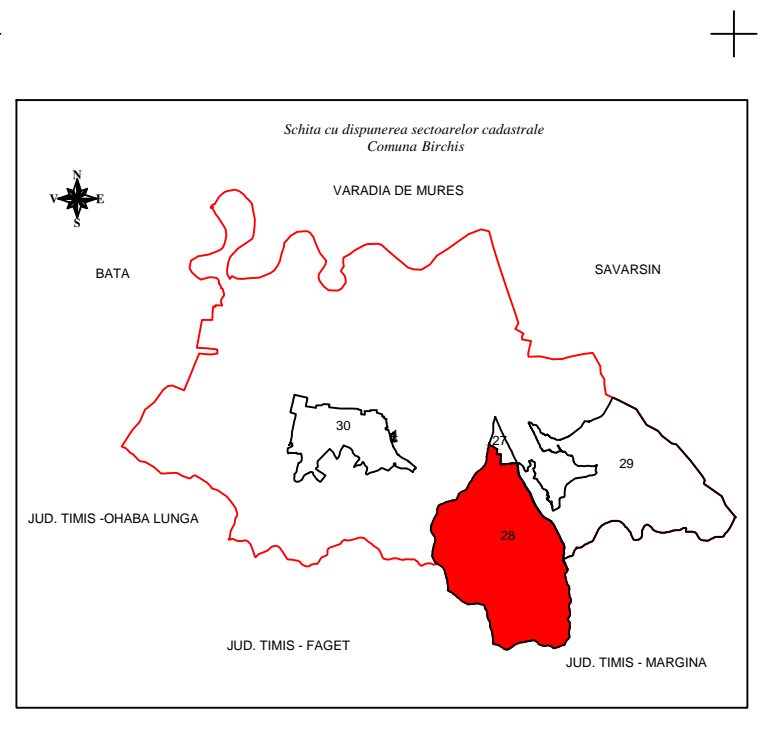 Schita cu dispunerea sectoarelor cadastrale
Comuna Birchis
N
V E
S
VARADIA DE MURES
BATA
SAVARSIN
30
27
29
28
JUD. TIMIS -OHABA LUNGA
JUD. TIMIS - FAGET
JUD. TIMIS - MARGINA